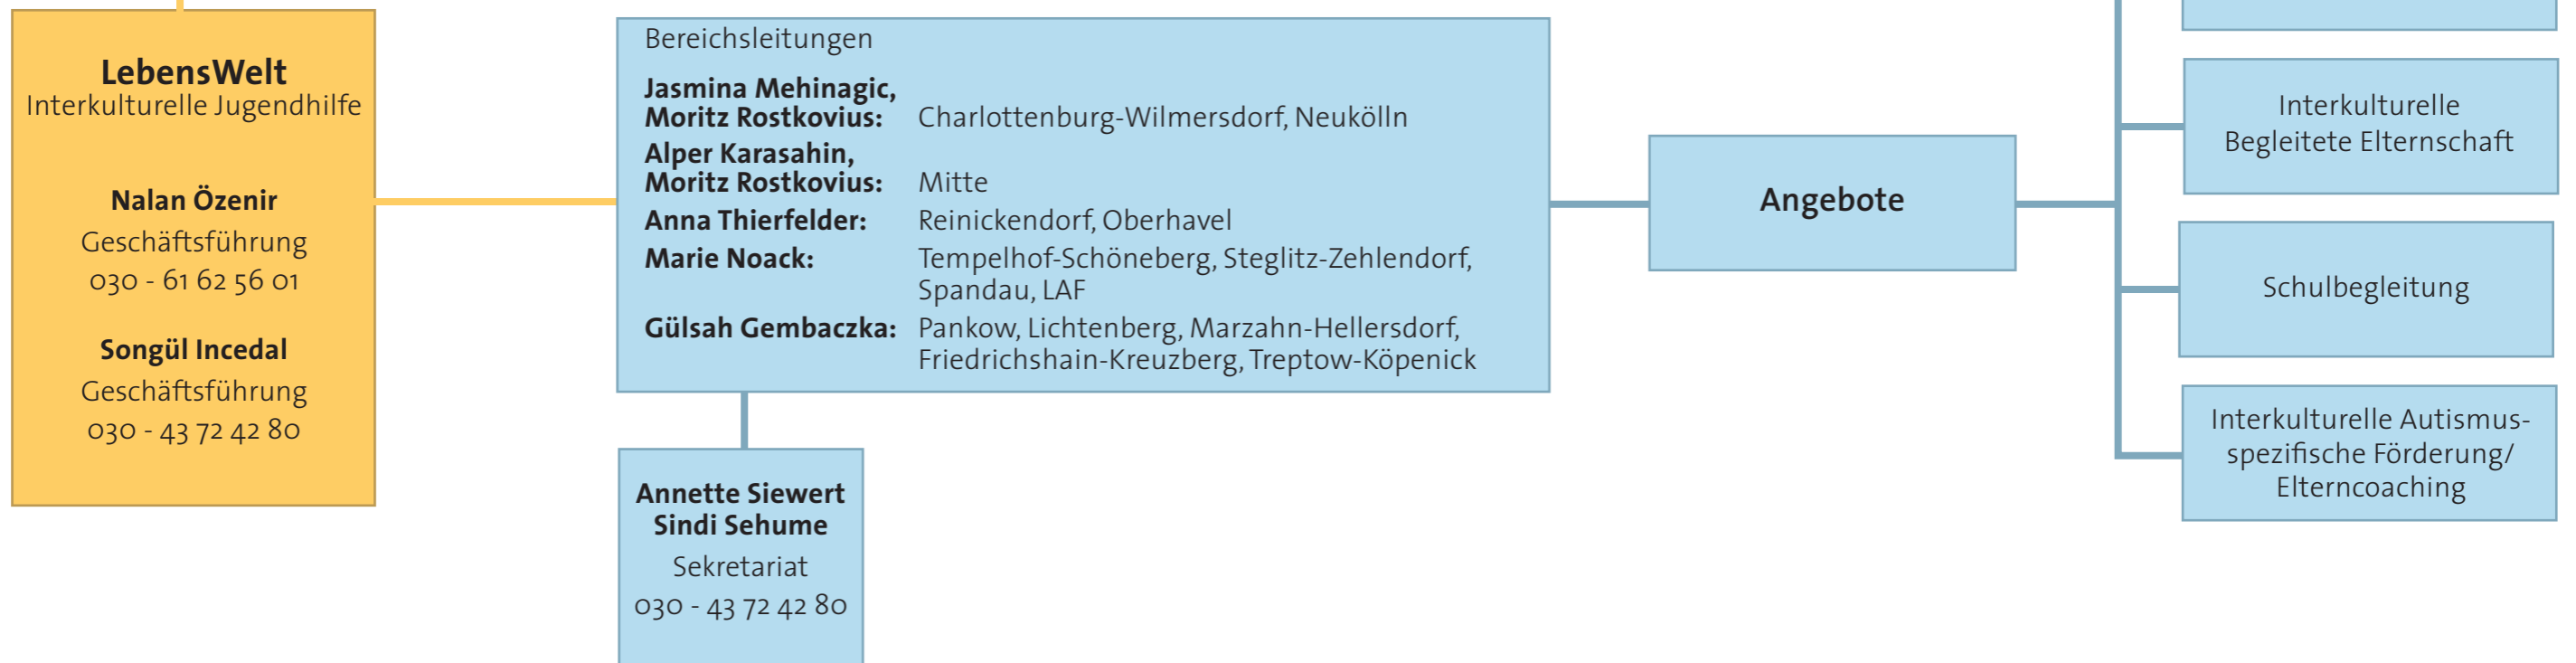 LebensWelt
Interkulturelle Jugendhilfe
Nalan Özenir
Geschäftsführung
030 - 61 62 56 01
Songül Incedal
Geschäftsführung
030 - 43 72 42 80
Bereichsleitungen
Jasmina Mehinagic,
Moritz Rostkovius: Charlottenburg-Wilmersdorf, Neukölln
Alper Karasahin,
Moritz Rostkovius: Mitte
Anna Thierfelder: Reinickendorf, Oberhavel
Marie Noack: Tempelhof-Schöneberg, Steglitz-Zehlendorf,
Spandau, LAF
Gülsah Gembaczka: Pankow, Lichtenberg, Marzahn-Hellersdorf,
Friedrichshain-Kreuzberg, Treptow-Köpenick
Annette Siewert
Sindi Sehume
Sekretariat
030 - 43 72 42 80
Angebote
Interkulturelle
Begleitete Elternschaft
Schulbegleitung
Interkulturelle Autismus-
spezifische Förderung/
Elterncoaching